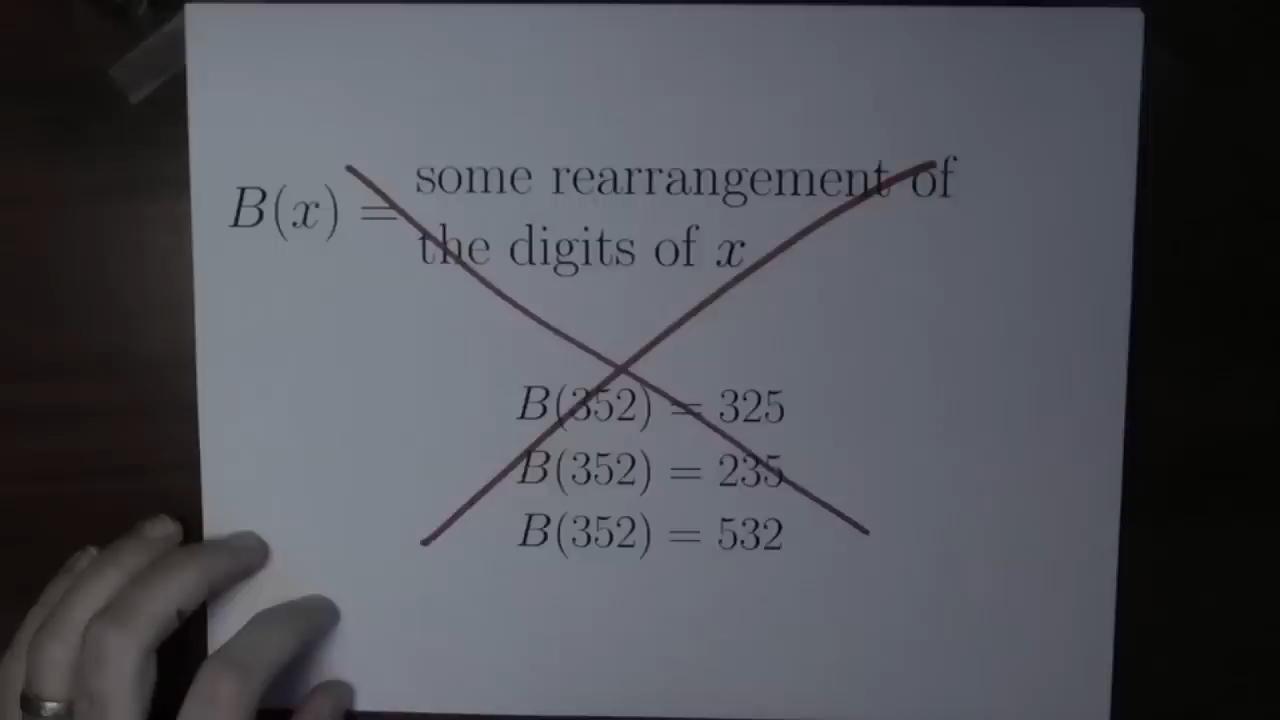 B(x) = some rearrangement of
the digits of x
B(352) = 325
B(352) = 235
B(352) = 532